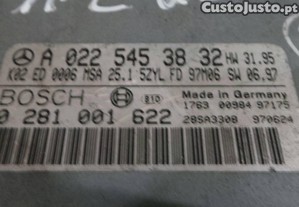 CustoJusto.pt
A 022 545 38 32 HW 31.95
K02 ED 0006 MSA 25.1 5ZYL FD 97M06 SW 06.97
BOSCH Made in Germany
1763 00984 97175
0 281 001 622 28SA3308 970624